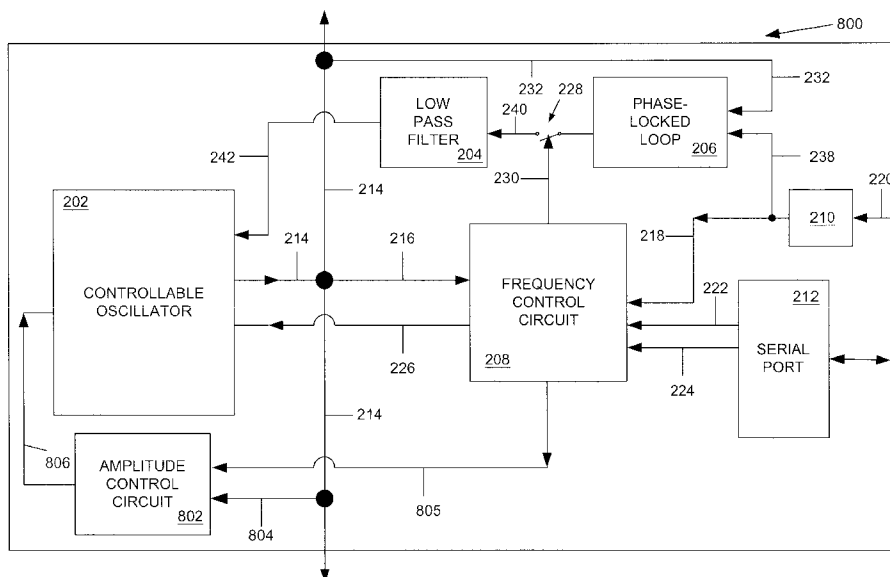 800
232
232
LOW
PASS
FILTER
204
240
228
PHASE-
LOCKED
LOOP
206
242
230
238
220
202
CONTROLLABLE
OSCILLATOR
214
214
216
218
210
FREQUENCY
CONTROL
CIRCUIT
208
222
212
SERIAL
PORT
226
224
214
806
AMPLITUDE
CONTROL
CIRCUIT
802
804
805